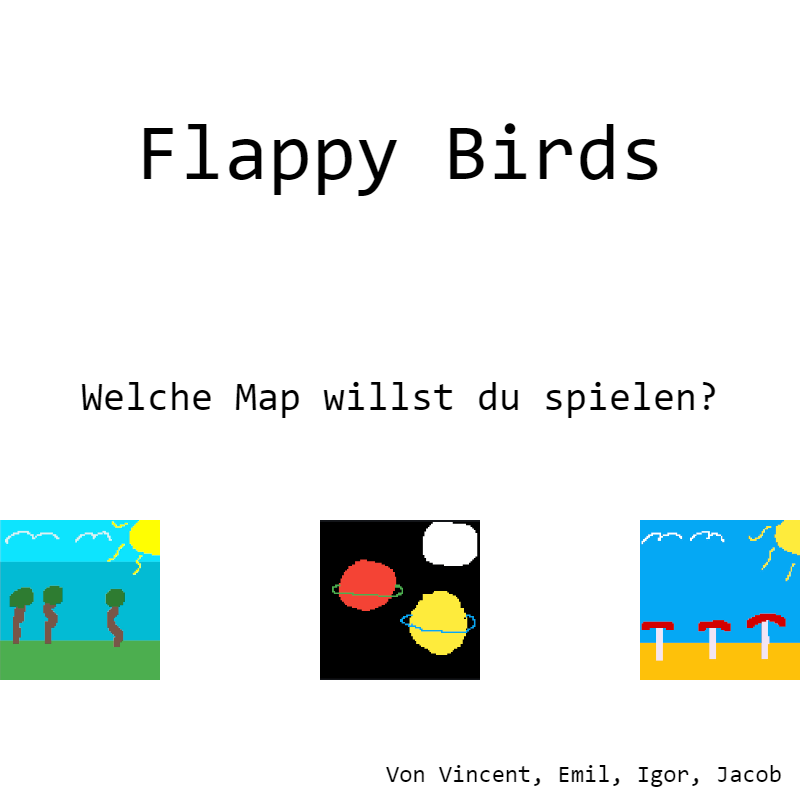 Flappy Birds
Welche Map willst du spielen?
Von Vincent, Emil, Igor, Jacob